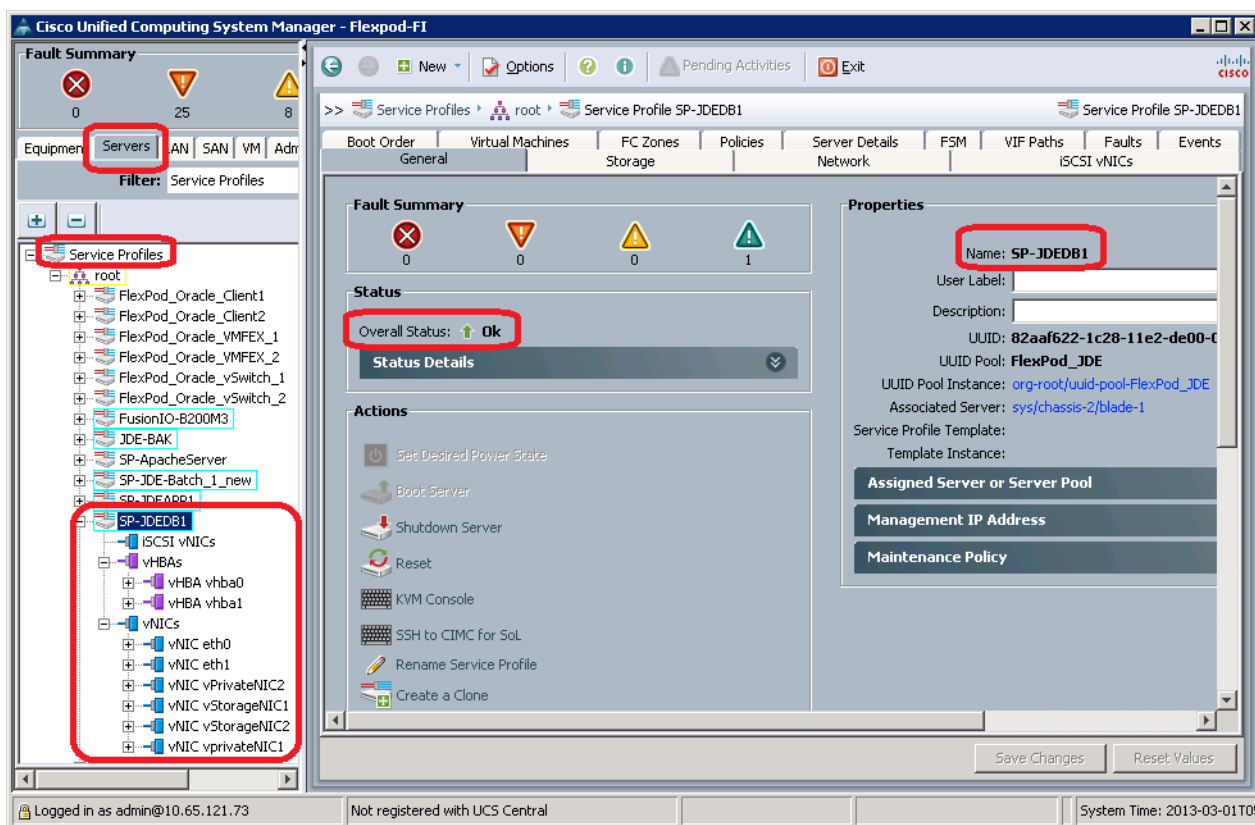 Cisco Unified Computing System Manager - Flexpod-FI
Fault Summary
0 25 8
Equipmen Servers LAN SAN VM Adm
Filter: Service Profiles
Service Profiles
root
FlexPod_Oracle_Client1
FlexPod_Oracle_Client2
FlexPod_Oracle_VMFEX_1
FlexPod_Oracle_VMFEX_2
FlexPod_Oracle_vSwitch_1
FlexPod_Oracle_vSwitch_2
FusionIO-B200M3
JDE-BAK
SP-ApacheServer
SP-JDE-Batch_1_new
SP-JDEAPP1
SP-JDEDB1
iSCSI vNICs
vHBAs
vHBA vhba0
vHBA vhba1
vNICs
vNIC eth0
vNIC eth1
vNIC vPrivateNIC2
vNIC vStorageNIC1
vNIC vStorageNIC2
vNIC vprivateNIC1
New Options Pending Activities Exit
CISCO
>> Service Profiles root Service Profile SP-JDEDB1
Service Profile SP-JDEDB1
Boot Order Virtual Machines FC Zones Policies Server Details FSM VIF Paths Faults Events
General Storage Network iSCSI vNICs
Fault Summary
0 0 0 1
Status
Overall Status: Ok
Status Details
Actions
Set Desired Power State
Boot Server
Shutdown Server
Reset
KVM Console
SSH to CIMC for SoL
Rename Service Profile
Create a Clone
Properties
Name: SP-JDEDB1
User Label:
Description:
UUID: 82aaf622-1c28-11e2-de00-0
UUID Pool: FlexPod_JDE
UUID Pool Instance: org-root/uuid-pool-FlexPod_JDE
Associated Server: sys/chassis-2/blade-1
Service Profile Template:
Template Instance:
Assigned Server or Server Pool
Management IP Address
Maintenance Policy
Save Changes Reset Values
Logged in as admin@10.65.121.73 Not registered with UCS Central System Time: 2013-03-01T0